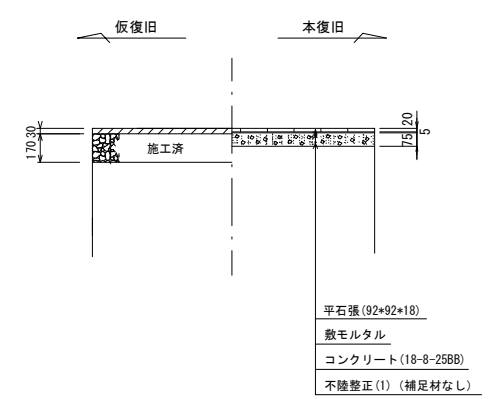 仮復旧
本復旧
30
170
施工済
20
5
75
平石張(92*92*18)
敷モルタル
コンクリート(18-8-25BB)
不陸整正(1)(補足材なし)